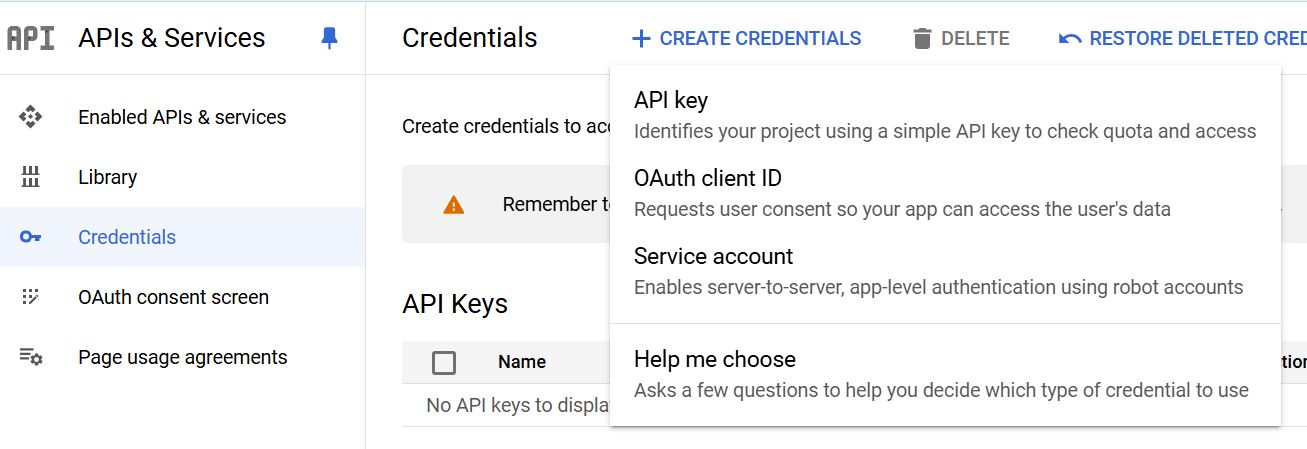 API APIs & Services
Credentials
CREATE CREDENTIALS
DELETE
RESTORE DELETED
Enabled APIs & services
Library
Credentials
OAuth consent screen
Page usage agreements
Create credentials to
Remember
API Keys
Name
No API keys to
API key
Identifies your project using a simple API key to check quota and access
OAuth client ID
Requests user consent so your app can access the user's data
Service account
Enables server-to-server, app-level authentication using robot accounts
Help me choose
Asks a few questions to help you decide which type of credential to use